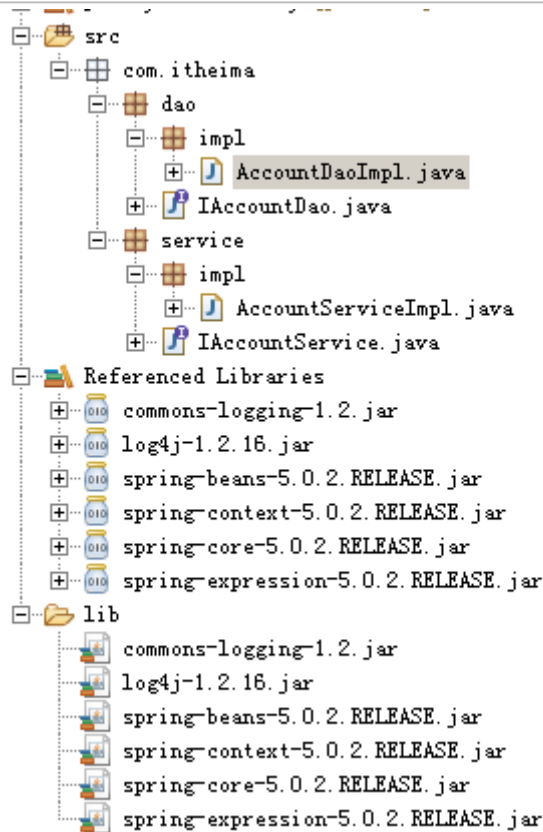 src
com.itheima
dao
impl
AccountDaoImpl.java
IAccountDao.java
service
impl
AccountServiceImpl.java
IAccountService.java
Referenced Libraries
commons-logging-1.2.jar
log4j-1.2.16.jar
spring-beans-5.0.2.RELEASE.jar
spring-context-5.0.2.RELEASE.jar
spring-core-5.0.2.RELEASE.jar
spring-expression-5.0.2.RELEASE.jar
lib
commons-logging-1.2.jar
log4j-1.2.16.jar
spring-beans-5.0.2.RELEASE.jar
spring-context-5.0.2.RELEASE.jar
spring-core-5.0.2.RELEASE.jar
spring-expression-5.0.2.RELEASE.jar